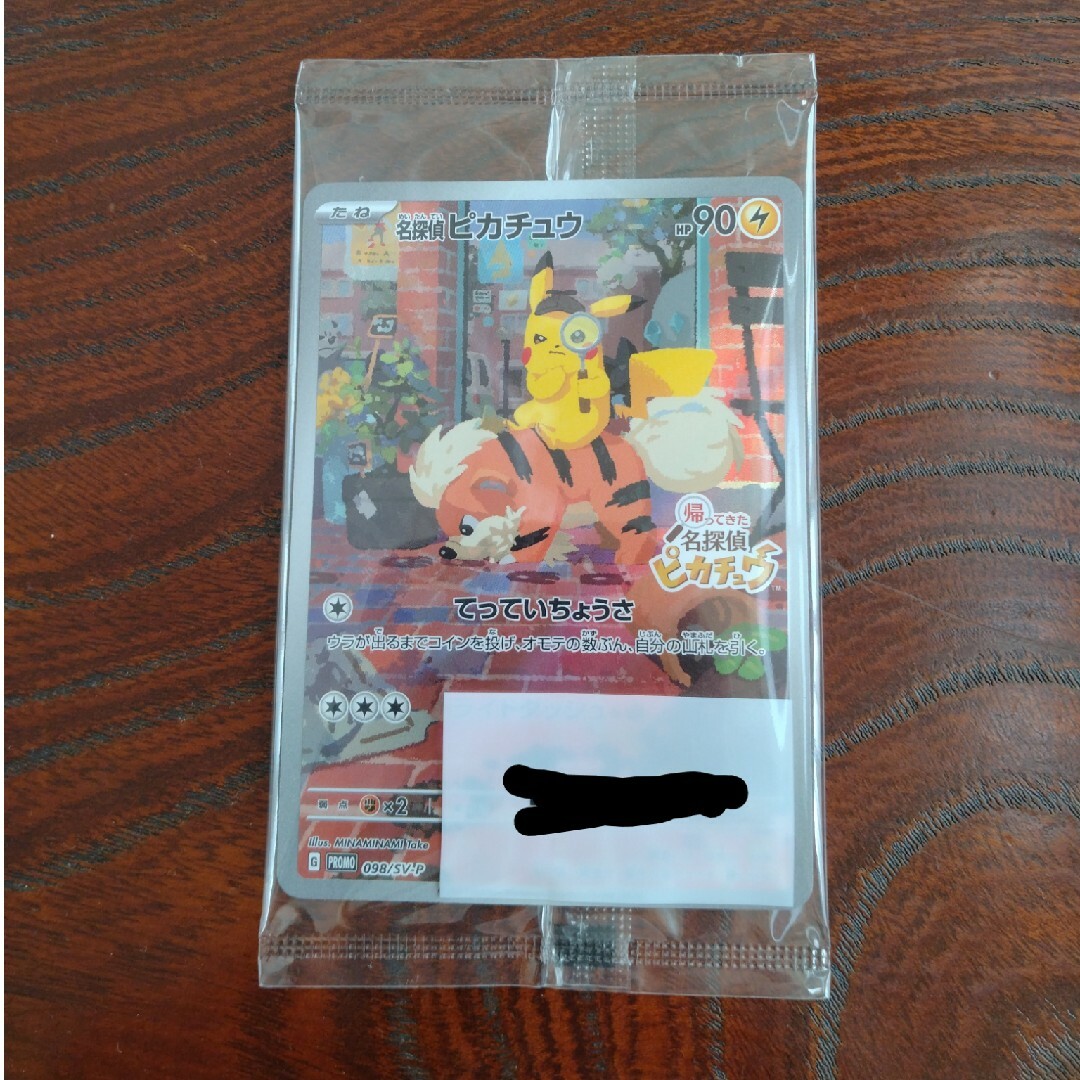 たね
名探偵ピカチュウ
HP90
帰ってきた
名探偵
ピカチュウ
てっていちょうさ
ウラが出るまでコインを投げ、オモテの数ぶん、自分の山札を引く。
弱点 ×2
Illus. MINAMINAMI Take
G PROMO 098/SV-P